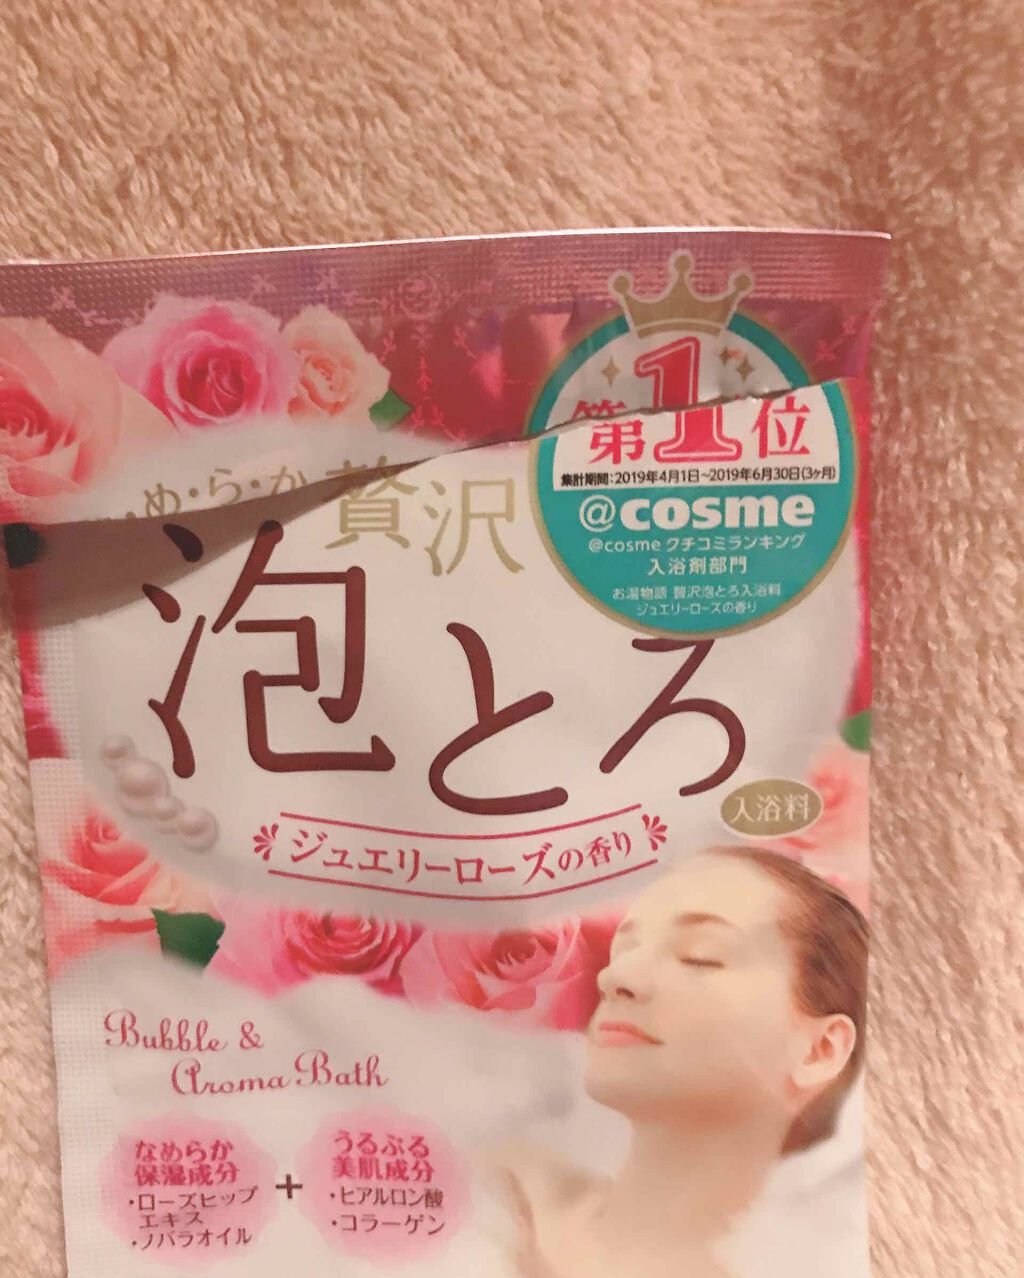 第1位
集計期間:2019年4月1日～2019年6月30日(3ヶ月)
@cosme
@cosme クチコミランキング
入浴剤部門
お湯物語 贅沢泡とろ入浴料
ジュエリーローズの香り
め・ら・か
贅沢
泡とろ
入浴料
ジュエリーローズの香り
Bubble &
Aroma Bath
なめらか
保湿成分
・ローズヒップ
エキス
・ノバラオイル
+
うるぷる
美肌成分
・ヒアルロン酸
・コラーゲン